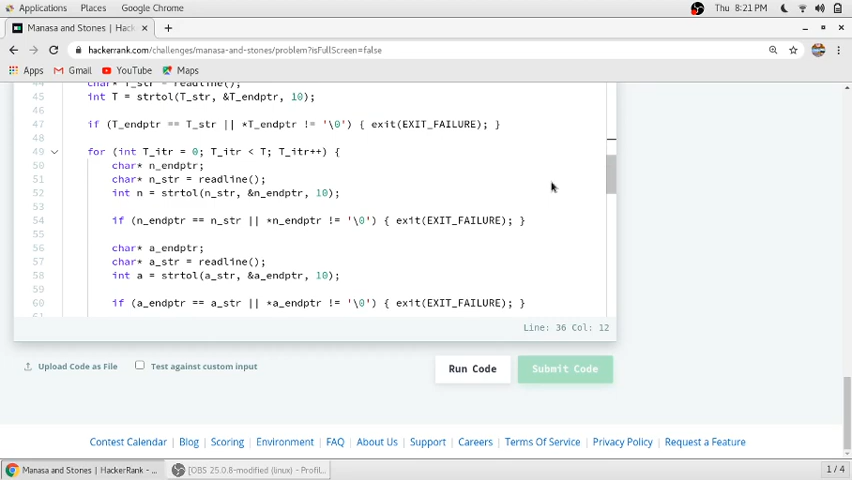 Applications Places Google Chrome Thu 8:21 PM
Manasa and Stones | Hacker
hackerrank.com/challenges/manasa-and-stones/problem?isFullScreen=false
Apps Gmail YouTube Maps
44 char* T_str = readline();
45 int T = strtol(T_str, &T_endptr, 10);
46
47 if (T_endptr == T_str || *T_endptr != '\0') { exit(EXIT_FAILURE); }
48
49 for (int T_itr = 0; T_itr < T; T_itr++) {
50 char* n_endptr;
51 char* n_str = readline();
52 int n = strtol(n_str, &n_endptr, 10);
53
54 if (n_endptr == n_str || *n_endptr != '\0') { exit(EXIT_FAILURE); }
55
56 char* a_endptr;
57 char* a_str = readline();
58 int a = strtol(a_str, &a_endptr, 10);
59
60 if (a_endptr == a_str || *a_endptr != '\0') { exit(EXIT_FAILURE); }
61
Line: 36 Col: 12
Upload Code as File Test against custom input Run Code Submit Code
Contest Calendar | Blog | Scoring | Environment | FAQ | About Us | Support | Careers | Terms Of Service | Privacy Policy | Request a Feature
Manasa and Stones | HackerRank - ... [OBS 25.0.8-modified (linux) - Profil... 1 / 4